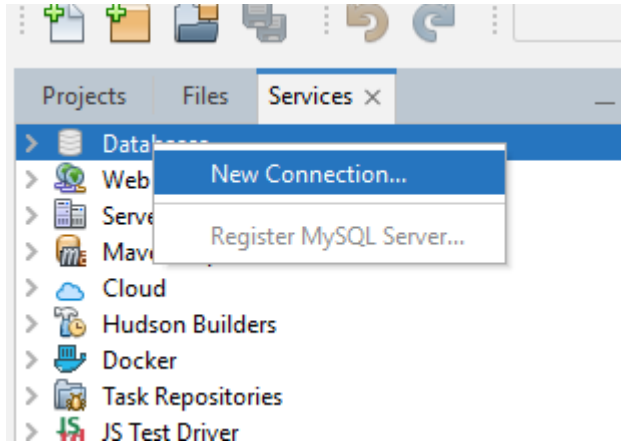 Projects Files Services ×
Databases
New Connection...
Web
Serve
Register MySQL Server...
Mav
Cloud
Hudson Builders
Docker
Task Repositories
JS Test Driver